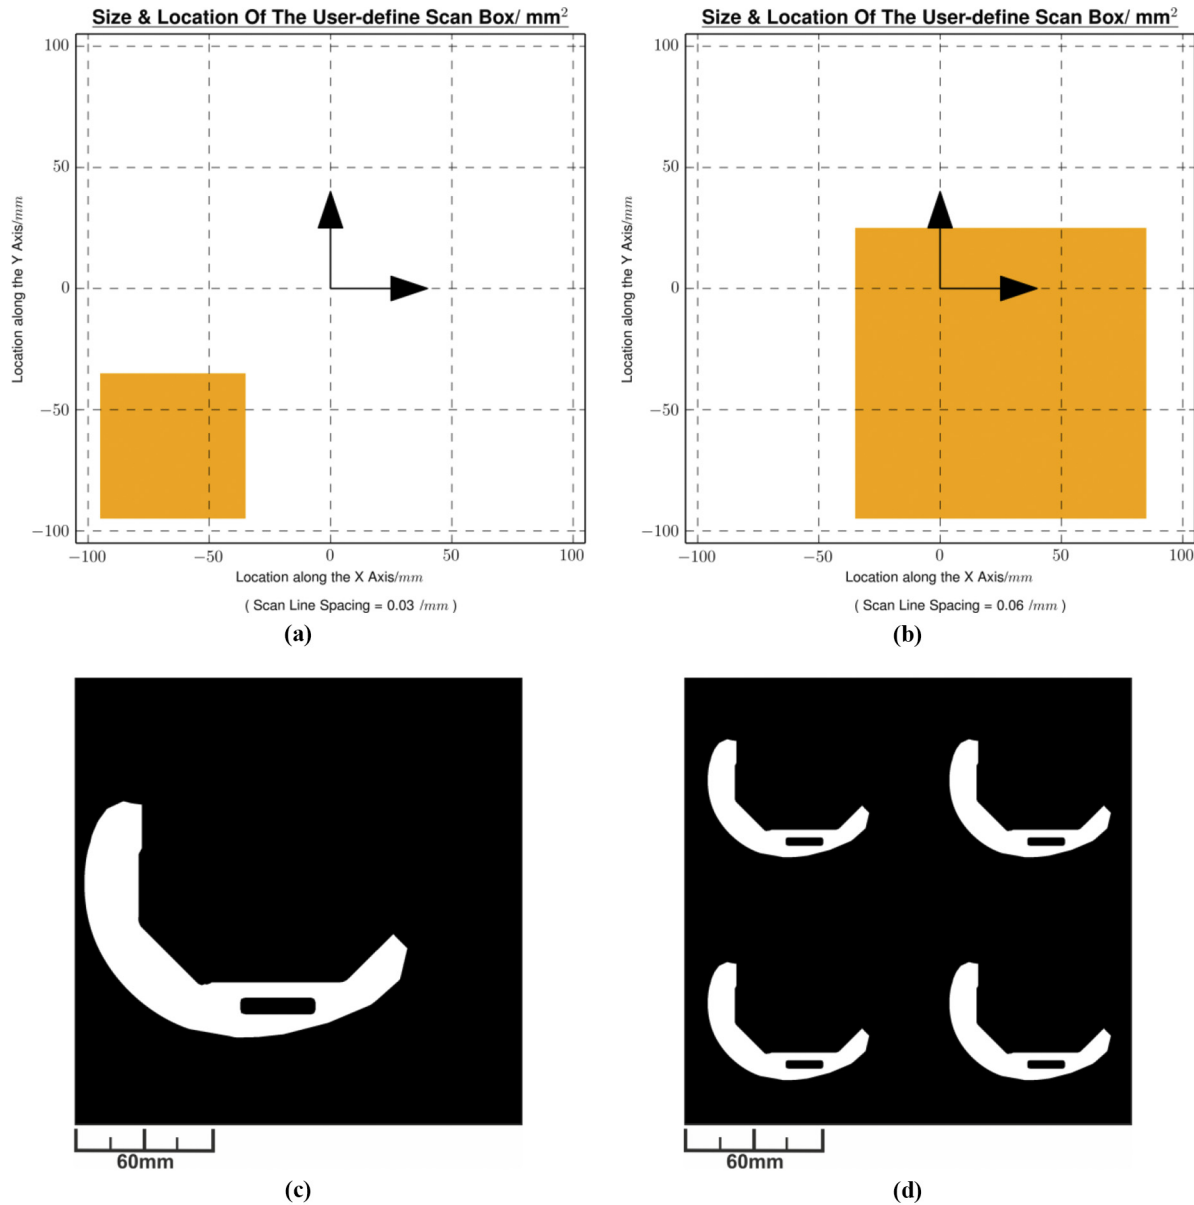 Size & Location Of The User-define Scan Box/ mm²
100
50
0
−50
−100
Location along the Y Axis/mm
−100 −50 0 50 100
Location along the X Axis/mm
( Scan Line Spacing = 0.03 /mm )
(a)
Size & Location Of The User-define Scan Box/ mm²
100
50
0
−50
−100
Location along the Y Axis/mm
−100 −50 0 50 100
Location along the X Axis/mm
( Scan Line Spacing = 0.06 /mm )
(b)
60mm
(c)
60mm
(d)